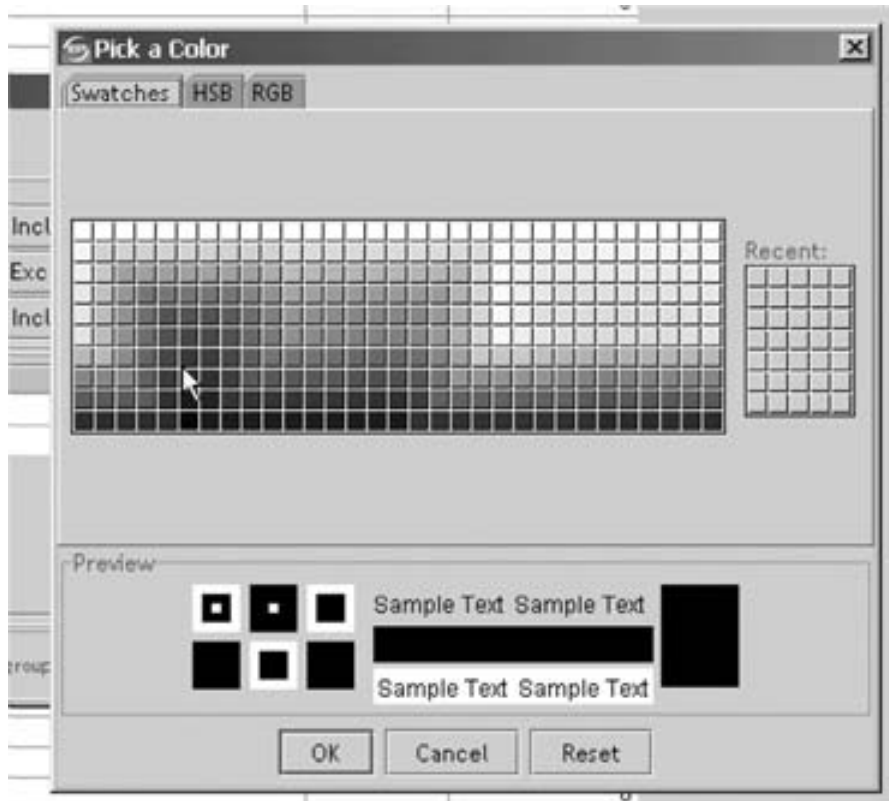 Pick a Color
Swatches HSB RGB
Incl
Exc
Incl
Recent:
Preview
Sample Text Sample Text
Sample Text Sample Text
group
OK Cancel Reset